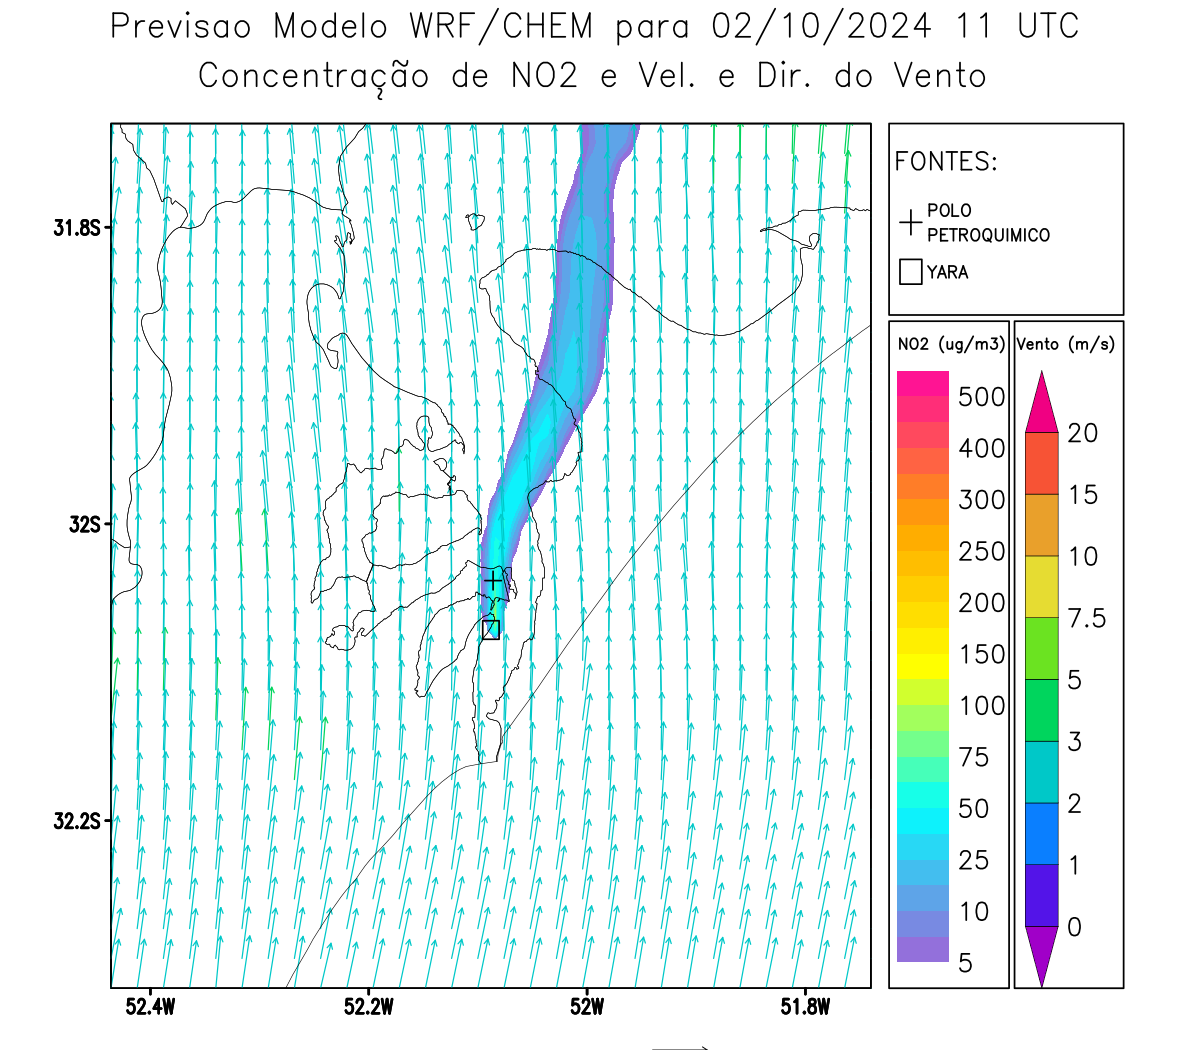 Previsao Modelo WRF/CHEM para 02/10/2024 11 UTC
Concentração de NO2 e Vel. e Dir. do Vento
FONTES:
POLO
PETROQUIMICO
YARA
31.8S
32S
32.2S
52.4W
52.2W
52W
51.8W
NO2 (ug/m3)
500
400
300
250
200
150
100
75
50
25
10
5
Vento (m/s)
20
15
10
7.5
5
3
2
1
0